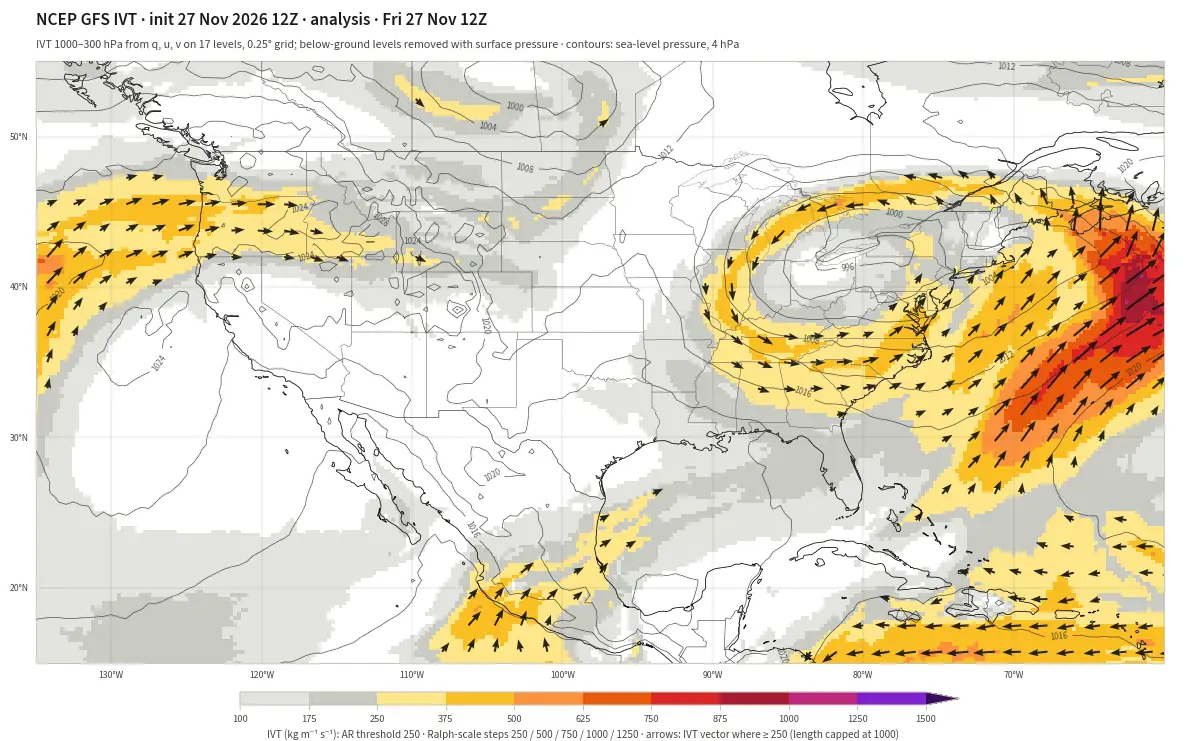 NCEP GFS IVT · init 27 Nov 2026 12Z · analysis · Fri 27 Nov 12Z
IVT 1000–300 hPa from q, u, v on 17 levels, 0.25° grid; below-ground levels removed with surface pressure · contours: sea-level pressure, 4 hPa
1012
1000
1004
50°N
1008
1012
1020
1024
1000
1024
1024
996
40°N
1020
1008
1012
1020
1024
1020
1016
30°N
1020
1016
20°N
1016
130°W 120°W 110°W 100°W 90°W 80°W 70°W
100 175 250 375 500 625 750 875 1000 1250 1500
IVT (kg m⁻¹ s⁻¹): AR threshold 250 · Ralph-scale steps 250 / 500 / 750 / 1000 / 1250 · arrows: IVT vector where ≥ 250 (length capped at 1000)